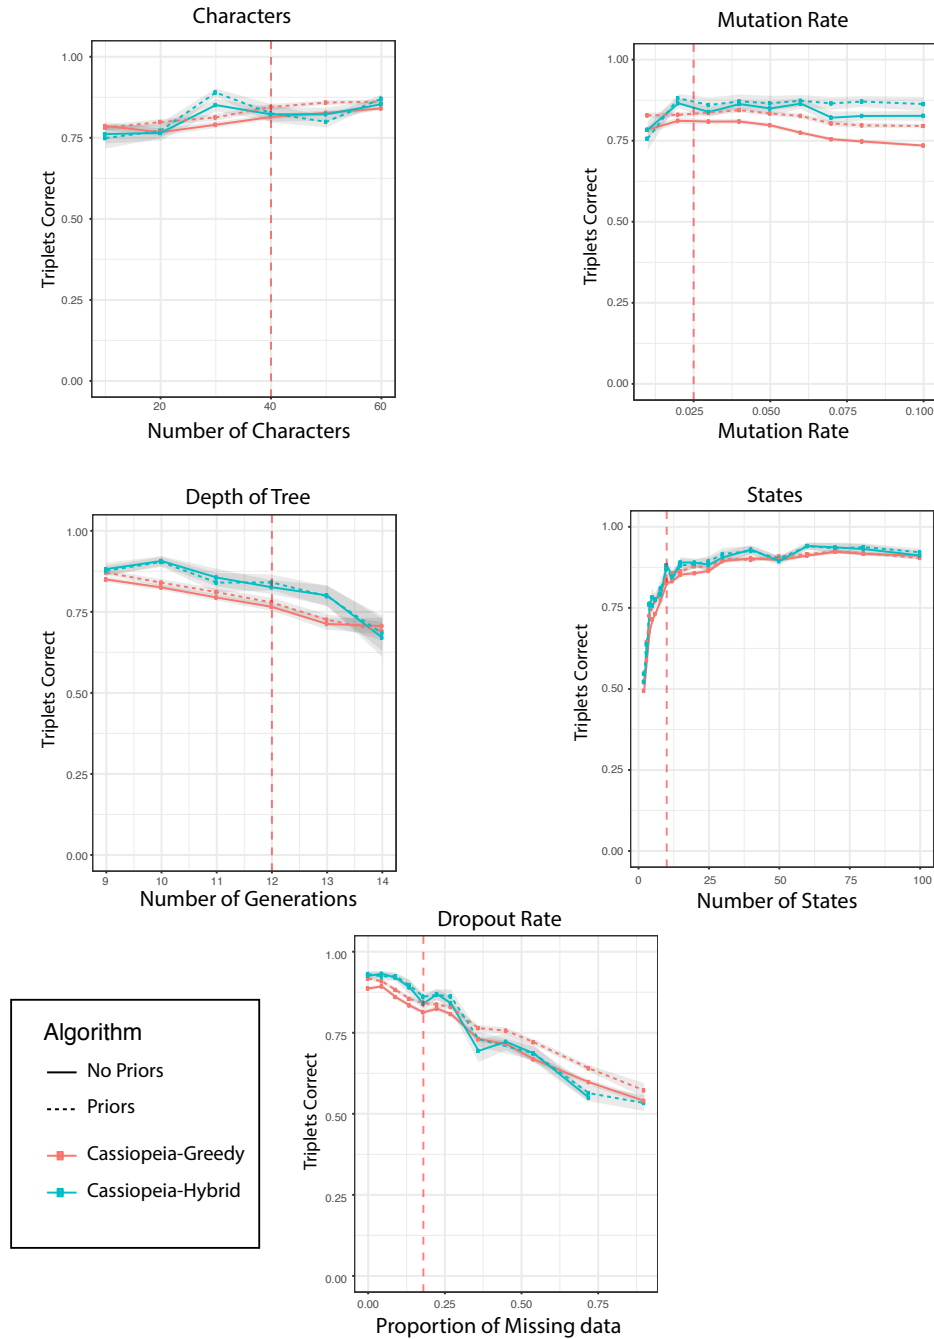 Characters
Mutation Rate
1.00
0.75
0.50
0.25
0.00
Triplets Correct
20
40
60
Number of Characters
1.00
0.75
0.50
0.25
0.00
Triplets Correct
0.025
0.050
0.075
0.100
Mutation Rate
Depth of Tree
States
1.00
0.75
0.50
0.25
0.00
Triplets Correct
9
10
11
12
13
14
Number of Generations
1.00
0.75
0.50
0.25
0.00
Triplets Correct
0
25
50
75
100
Number of States
Dropout Rate
1.00
0.75
0.50
0.25
0.00
Triplets Correct
0.00
0.25
0.50
0.75
Proportion of Missing data
Algorithm
No Priors
Priors
Cassiopeia-Greedy
Cassiopeia-Hybrid